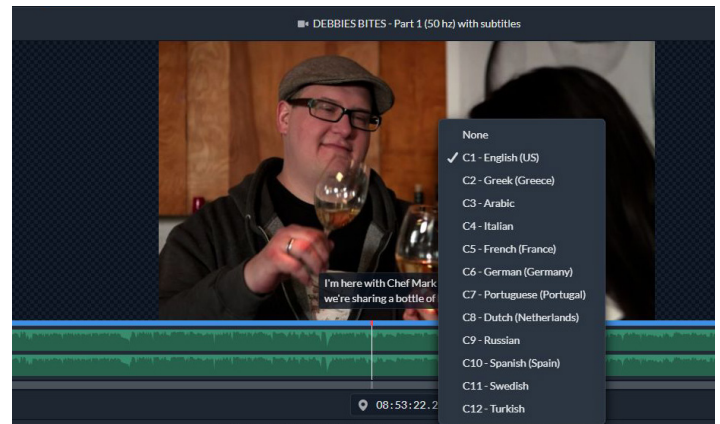 DEBBIES BITES - Part 1 (50 hz) with subtitles
None
C1 - English (US)
C2 - Greek (Greece)
C3 - Arabic
C4 - Italian
C5 - French (France)
C6 - German (Germany)
C7 - Portuguese (Portugal)
C8 - Dutch (Netherlands)
C9 - Russian
C10 - Spanish (Spain)
C11 - Swedish
C12 - Turkish
I'm here with Chef Mark
we're sharing a bottle of
08:53:22.2